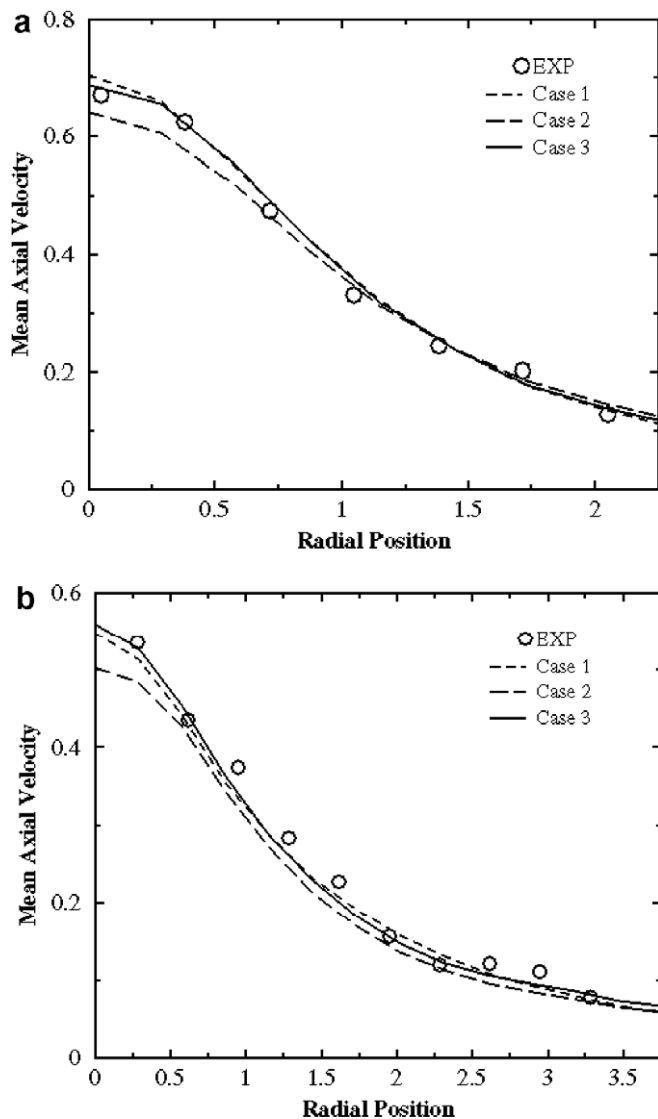 a
0.8
0.6
0.4
0.2
0
Mean Axial Velocity
EXP
Case 1
Case 2
Case 3
0 0.5 1 1.5 2
Radial Position
b
0.6
0.4
0.2
0
Mean Axial Velocity
EXP
Case 1
Case 2
Case 3
0 0.5 1 1.5 2 2.5 3 3.5
Radial Position